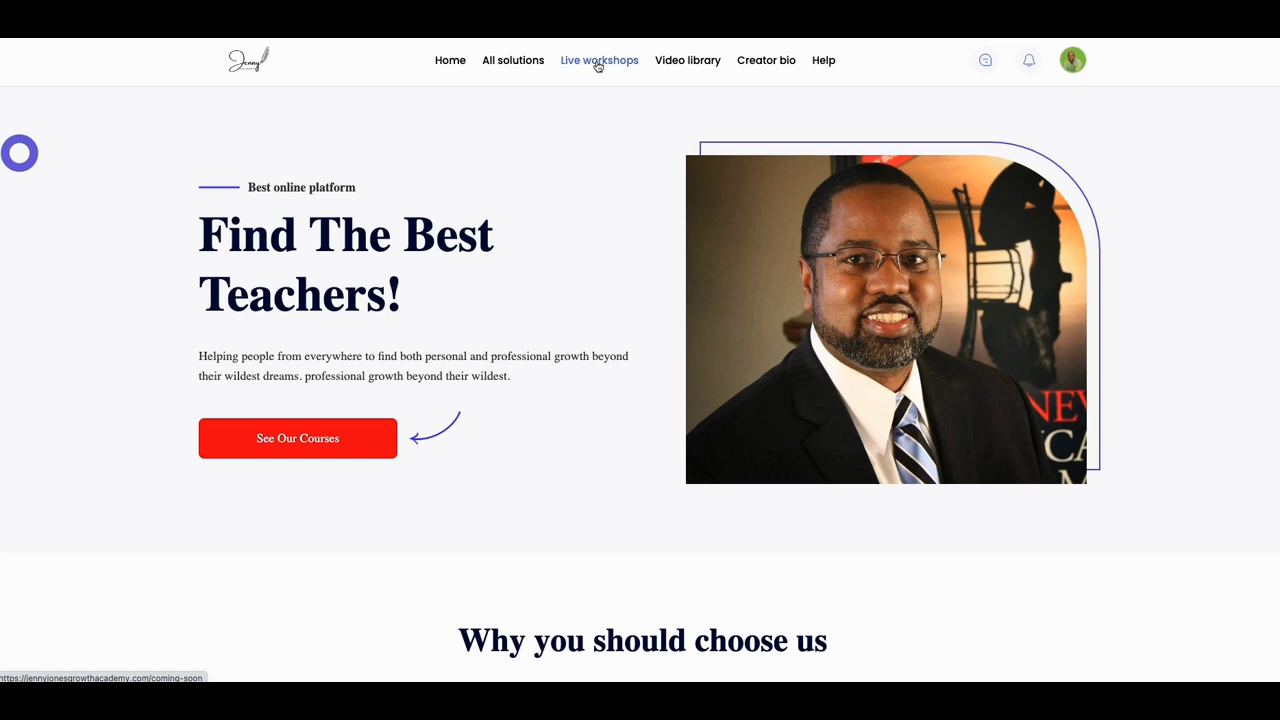 Jenny
Home
All solutions
Live workshops
Video library
Creator bio
Help
Best online platform
Find The Best
Teachers!
Helping people from everywhere to find both personal and professional growth beyond
their wildest dreams. professional growth beyond their wildest.
See Our Courses
Why you should choose us
https://jennyjonesgrowthacademy.com/coming-soon